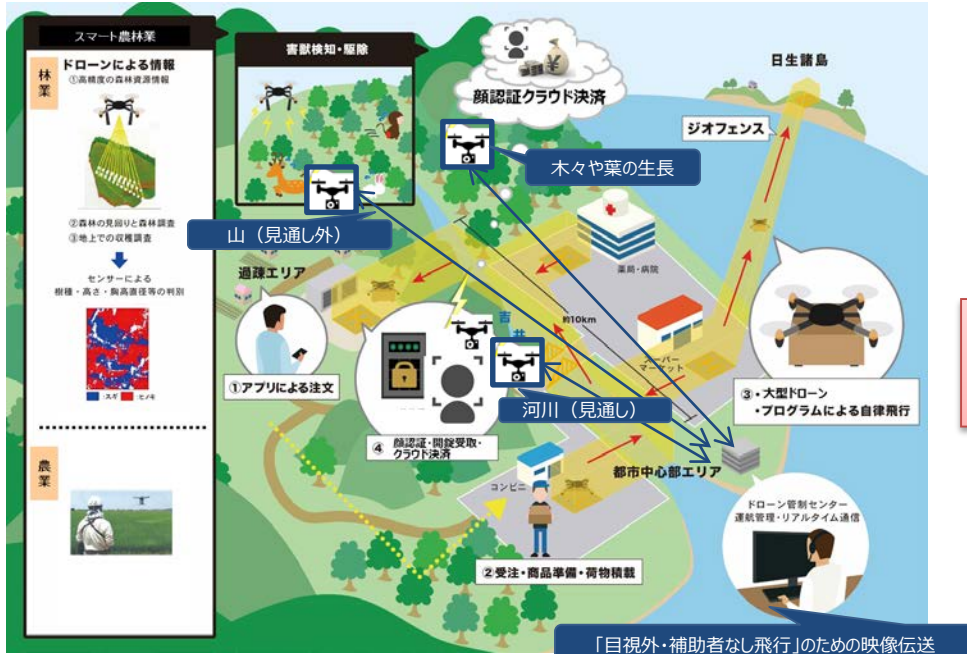 スマート農林業
林業
ドローンによる情報
①高精度の森林資源情報
②森林の見回りと森林調査
③地上での収穫調査
センサーによる
樹種・高さ・胸高直径等の判別
スギ
ヒノキ
農業
害獣検知・駆除
¥
顔認証クラウド決済
日生諸島
ジオフェンス
木々や葉の生長
山（見通し外）
過疎エリア
薬局・病院
約10km
吉井
スーパー
マーケット
①アプリによる注文
河川（見通し）
③・大型ドローン
・プログラムによる自律飛行
④
顔認証・開錠受取・
クラウド決済
都市中心部エリア
コンビニ
ドローン管制センター
運航管理・リアルタイム通信
②受注・商品準備・荷物積載
「目視外・補助者なし飛行」のための映像伝送